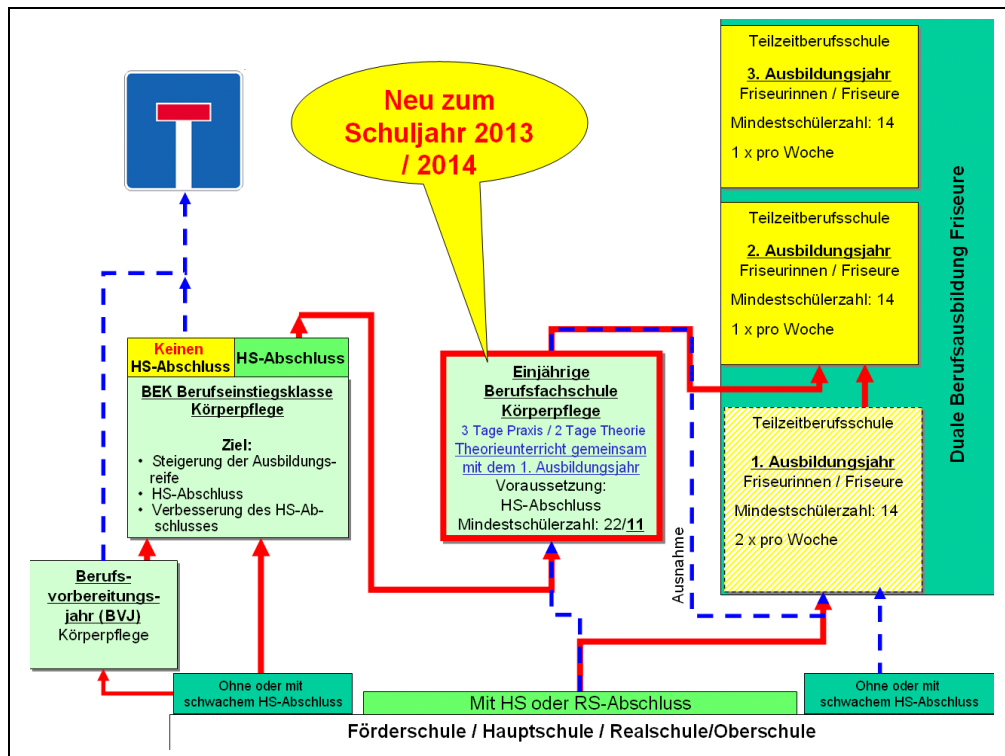 Neu zum
Schuljahr 2013
/ 2014
Teilzeitberufsschule
3. Ausbildungsjahr
Friseurinnen / Friseure
Mindestschülerzahl: 14
1 x pro Woche
Teilzeitberufsschule
2. Ausbildungsjahr
Friseurinnen / Friseure
Mindestschülerzahl: 14
1 x pro Woche
Teilzeitberufsschule
1. Ausbildungsjahr
Friseurinnen / Friseure
Mindestschülerzahl: 14
2 x pro Woche
Duale Berufsausbildung Friseure
Keinen
HS-Abschluss
HS-Abschluss
BEK Berufseinstiegsklasse
Körperpflege
Ziel:
• Steigerung der Ausbildungs-
reife
• HS-Abschluss
• Verbesserung des HS-Ab-
schlusses
Einjährige
Berufsfachschule
Körperpflege
3 Tage Praxis / 2 Tage Theorie
Theorieunterricht gemeinsam
mit dem 1. Ausbildungsjahr
Voraussetzung:
HS-Abschluss
Mindestschülerzahl: 22/11
Ausnahme
Berufs-
vorbereitungs-
jahr (BVJ)
Körperpflege
Ohne oder mit
schwachem HS-Abschluss
Mit HS oder RS-Abschluss
Ohne oder mit
schwachem HS-Abschluss
Förderschule / Hauptschule / Realschule/Oberschule